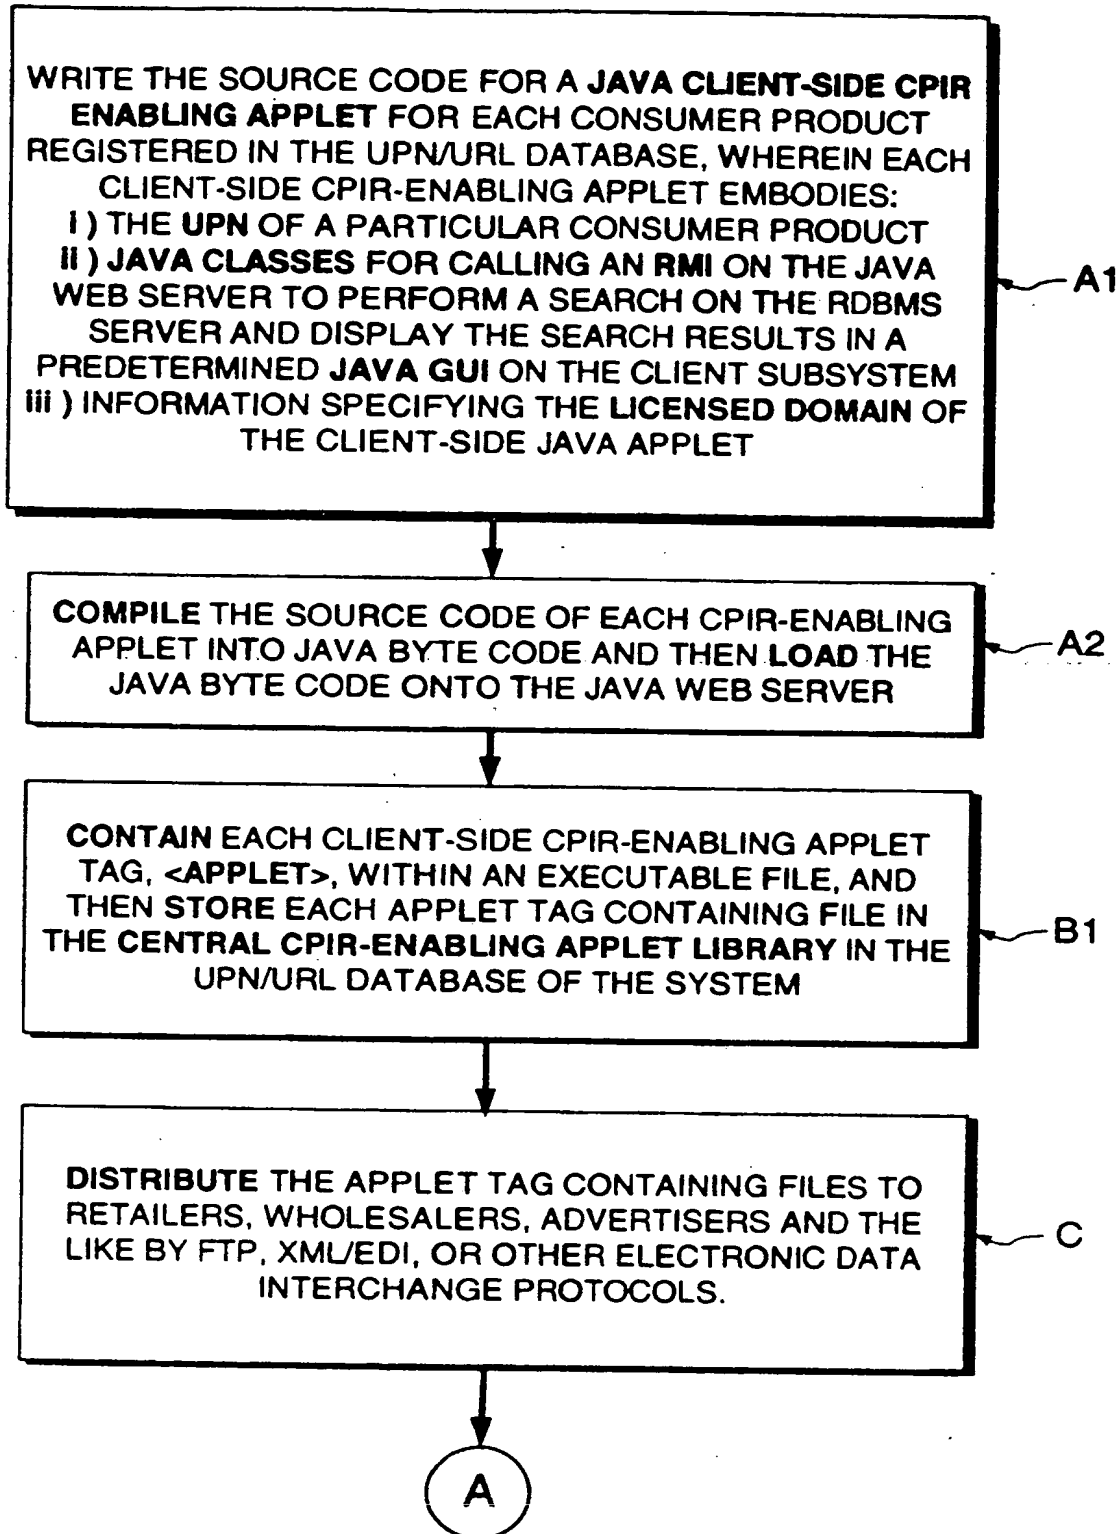 WRITE THE SOURCE CODE FOR A JAVA CLIENT-SIDE CPIR
ENABLING APPLET FOR EACH CONSUMER PRODUCT
REGISTERED IN THE UPN/URL DATABASE, WHEREIN EACH
CLIENT-SIDE CPIR-ENABLING APPLET EMBODIES:
i ) THE UPN OF A PARTICULAR CONSUMER PRODUCT
ii ) JAVA CLASSES FOR CALLING AN RMI ON THE JAVA
WEB SERVER TO PERFORM A SEARCH ON THE RDBMS
SERVER AND DISPLAY THE SEARCH RESULTS IN A
PREDETERMINED JAVA GUI ON THE CLIENT SUBSYSTEM
iii ) INFORMATION SPECIFYING THE LICENSED DOMAIN OF
THE CLIENT-SIDE JAVA APPLET
A1
COMPILE THE SOURCE CODE OF EACH CPIR-ENABLING
APPLET INTO JAVA BYTE CODE AND THEN LOAD THE
JAVA BYTE CODE ONTO THE JAVA WEB SERVER
A2
CONTAIN EACH CLIENT-SIDE CPIR-ENABLING APPLET
TAG, <APPLET>, WITHIN AN EXECUTABLE FILE, AND
THEN STORE EACH APPLET TAG CONTAINING FILE IN
THE CENTRAL CPIR-ENABLING APPLET LIBRARY IN THE
UPN/URL DATABASE OF THE SYSTEM
B1
DISTRIBUTE THE APPLET TAG CONTAINING FILES TO
RETAILERS, WHOLESALERS, ADVERTISERS AND THE
LIKE BY FTP, XML/EDI, OR OTHER ELECTRONIC DATA
INTERCHANGE PROTOCOLS.
C
A